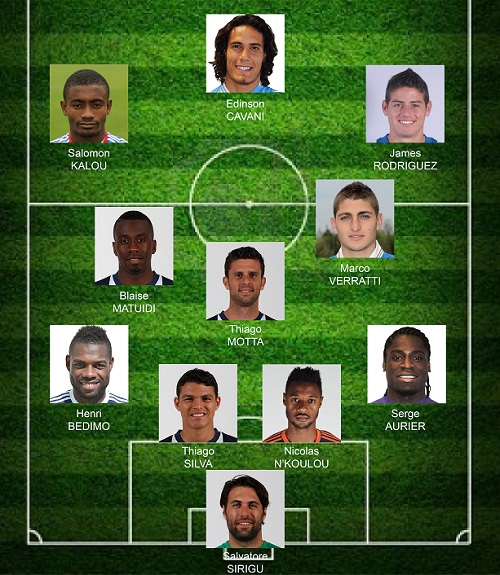 Edinson
CAVANI
Salomon
KALOU
James
RODRIGUEZ
Marco
VERRATTI
Blaise
MATUIDI
Thiago
MOTTA
Henri
BEDIMO
Serge
AURIER
Thiago
SILVA
Nicolas
N'KOULOU
Salvatore
SIRIGU